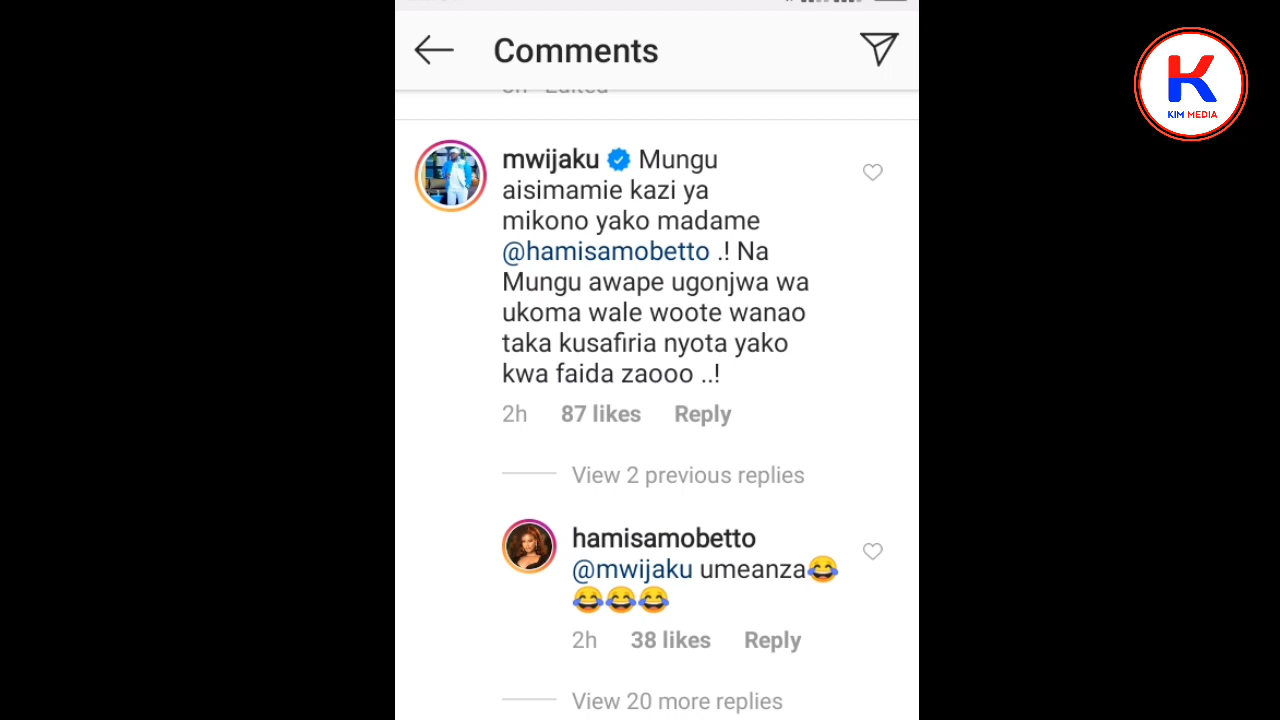 Comments
K
KIM MEDIA
mwijaku Mungu
aisimamie kazi ya
mikono yako madame
@hamisamobetto .! Na
Mungu awape ugonjwa wa
ukoma wale woote wanao
taka kusafiria nyota yako
kwa faida zaooo ..!
2h 87 likes Reply
View 2 previous replies
hamisamobetto
@mwijaku umeanza😂
😂😂😂
2h 38 likes Reply
View 20 more replies